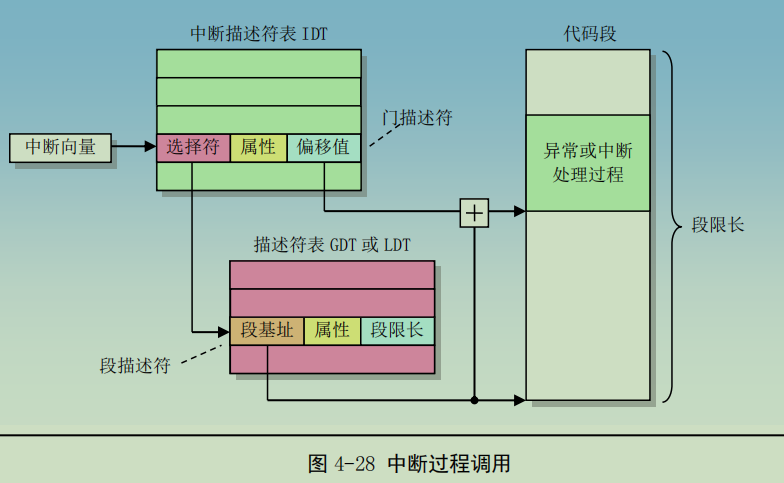 中断描述符表 IDT
代码段
门描述符
中断向量
选择符
属性
偏移值
异常或中断
处理过程
+
段限长
描述符表 GDT 或 LDT
段基址
属性
段限长
段描述符
图 4-28 中断过程调用